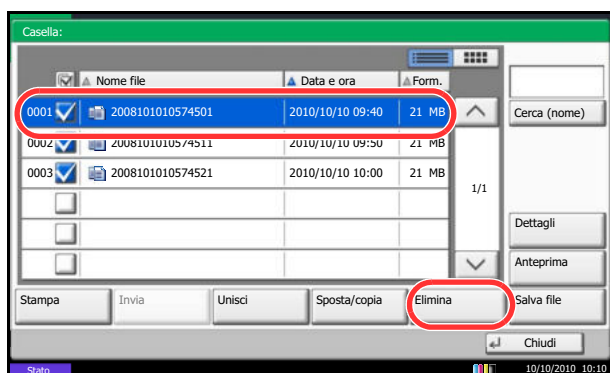 Casella:
Nome file Data e ora Form.
0001 2008101010574501 2010/10/10 09:40 21 MB Cerca (nome)
0002 2008101010574511 2010/10/10 09:50 21 MB
0003 2008101010574521 2010/10/10 10:00 21 MB
1/1
Dettagli
Anteprima
Stampa Invia Unisci Sposta/copia Elimina Salva file
Chiudi
Stato 10/10/2010 10:10